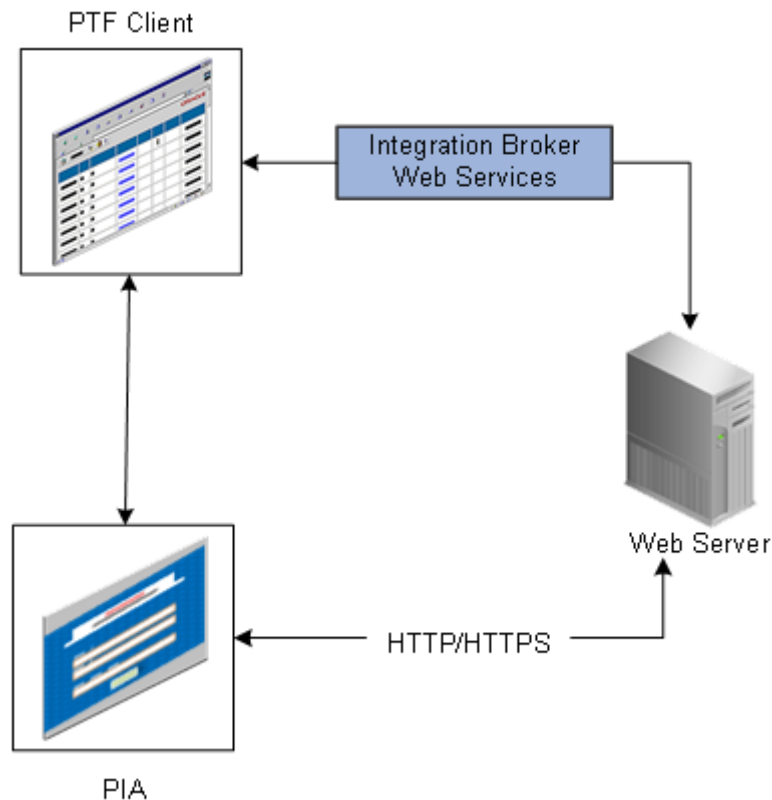 PTF Client
Integration Broker
Web Services
Web Server
HTTP/HTTPS
PIA